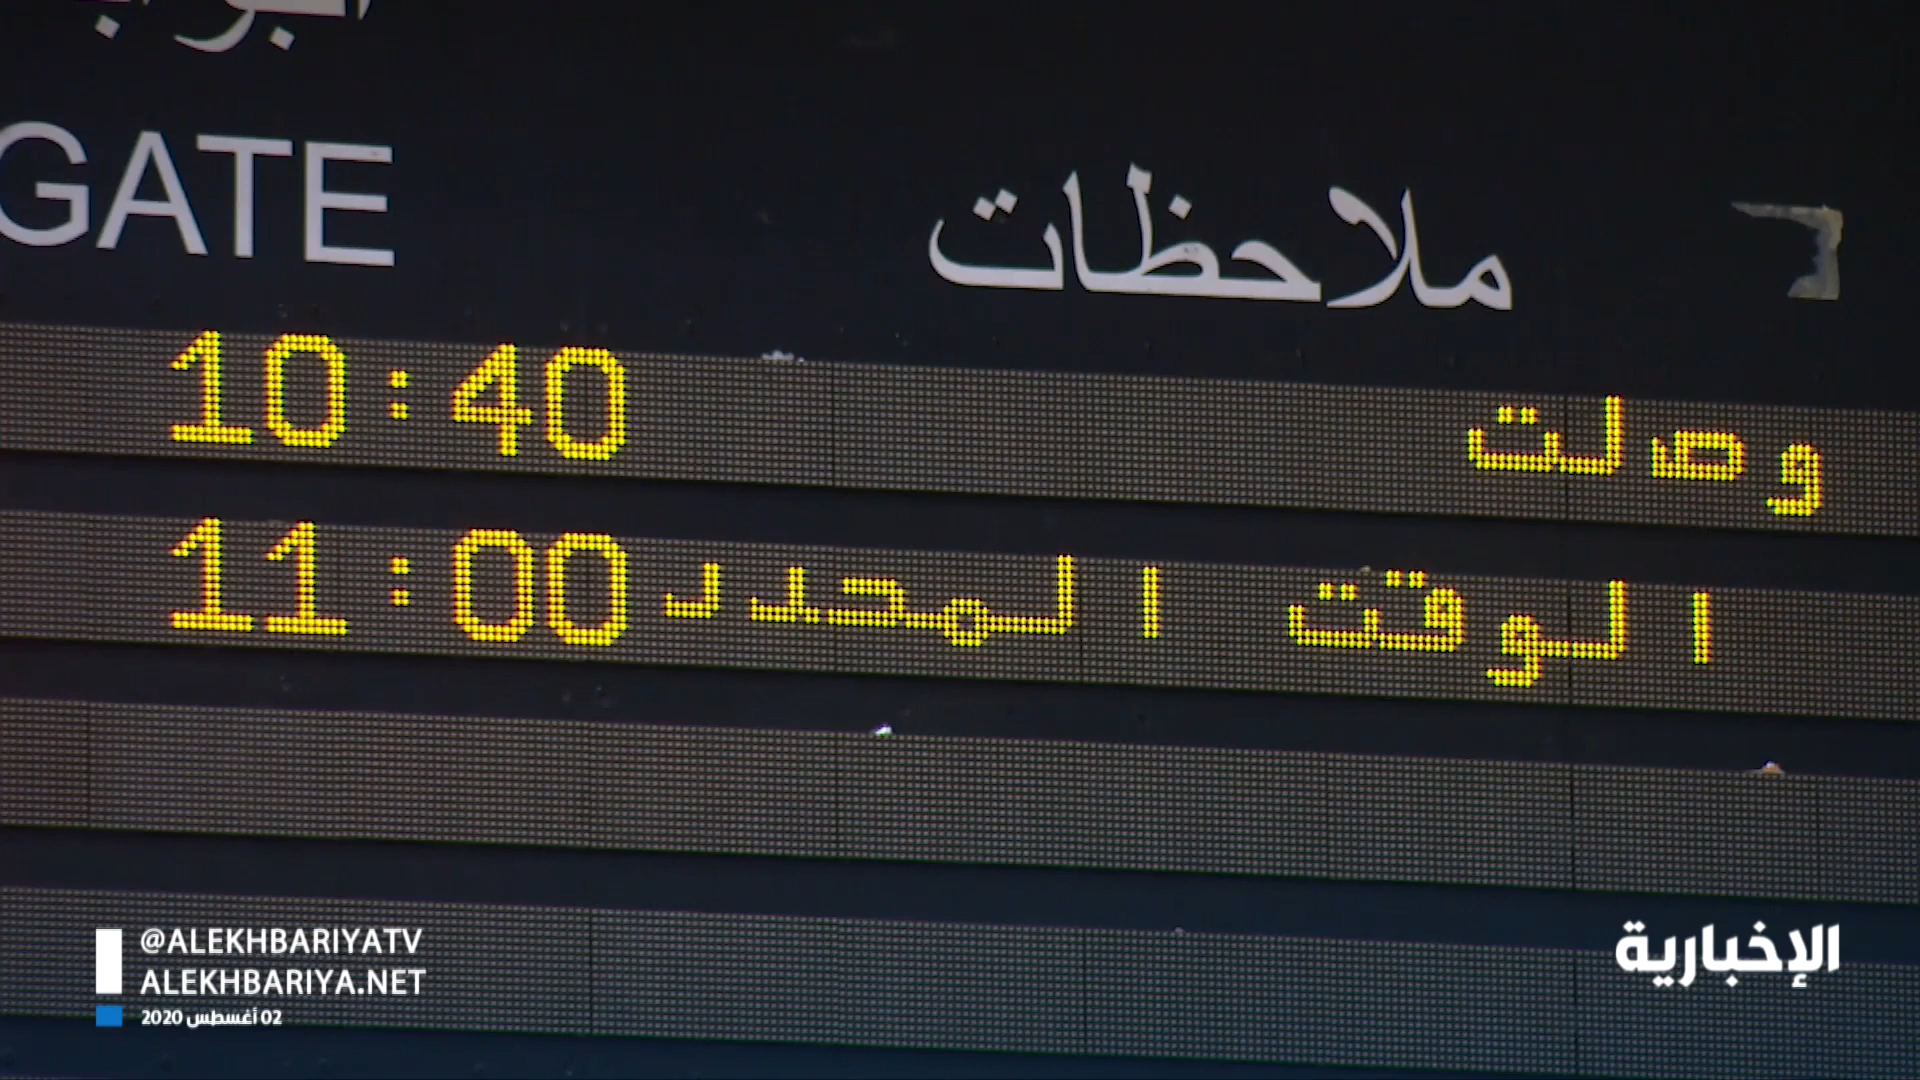 GATE
ملاحظات
10:40 وصلت
11:00 الوقت المحدد
@ALEKHBARIYATV
ALEKHBARIYA.NET
02 أغسطس 2020
الإخبارية